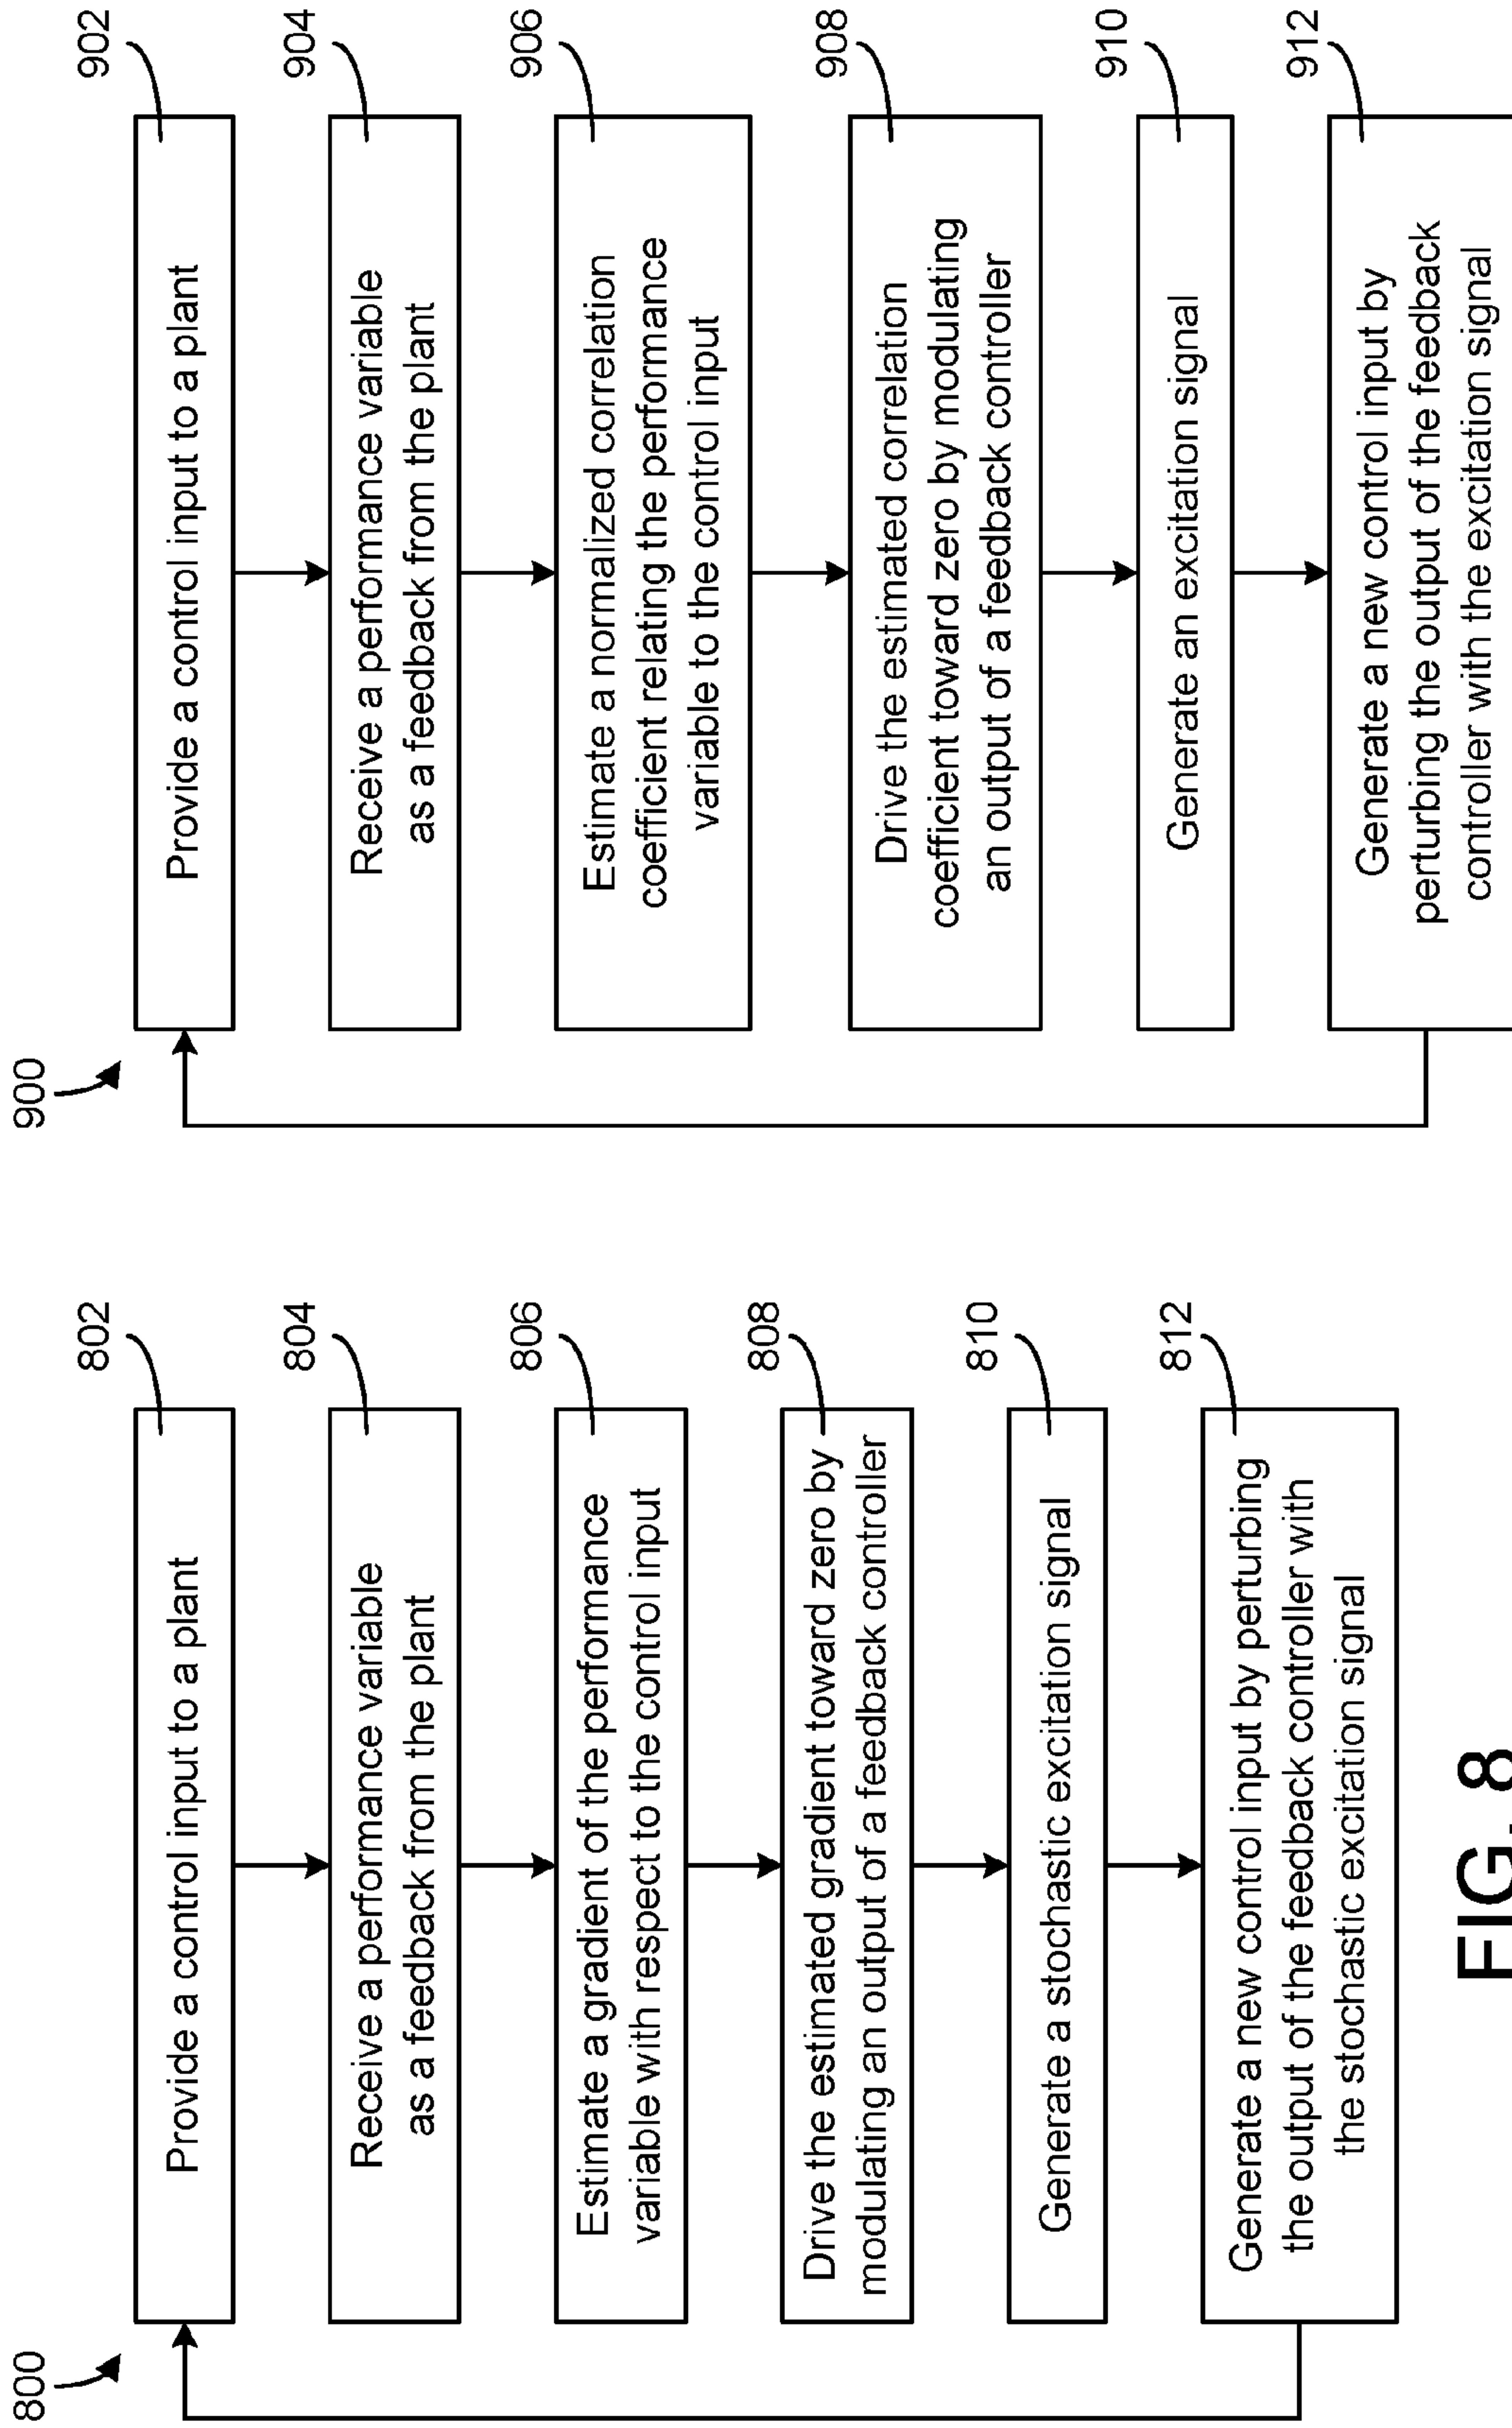 800
802
Provide a control input to a plant
804
Receive a performance variable
as a feedback from the plant
806
Estimate a gradient of the performance
variable with respect to the control input
808
Drive the estimated gradient toward zero by
modulating an output of a feedback controller
810
Generate a stochastic excitation signal
812
Generate a new control input by perturbing
the output of the feedback controller with
the stochastic excitation signal
FIG. 8
900
902
Provide a control input to a plant
904
Receive a performance variable
as a feedback from the plant
906
Estimate a normalized correlation
coefficient relating the performance
variable to the control input
908
Drive the estimated correlation
coefficient toward zero by modulating
an output of a feedback controller
910
Generate an excitation signal
912
Generate a new control input by
perturbing the output of the feedback
controller with the excitation signal